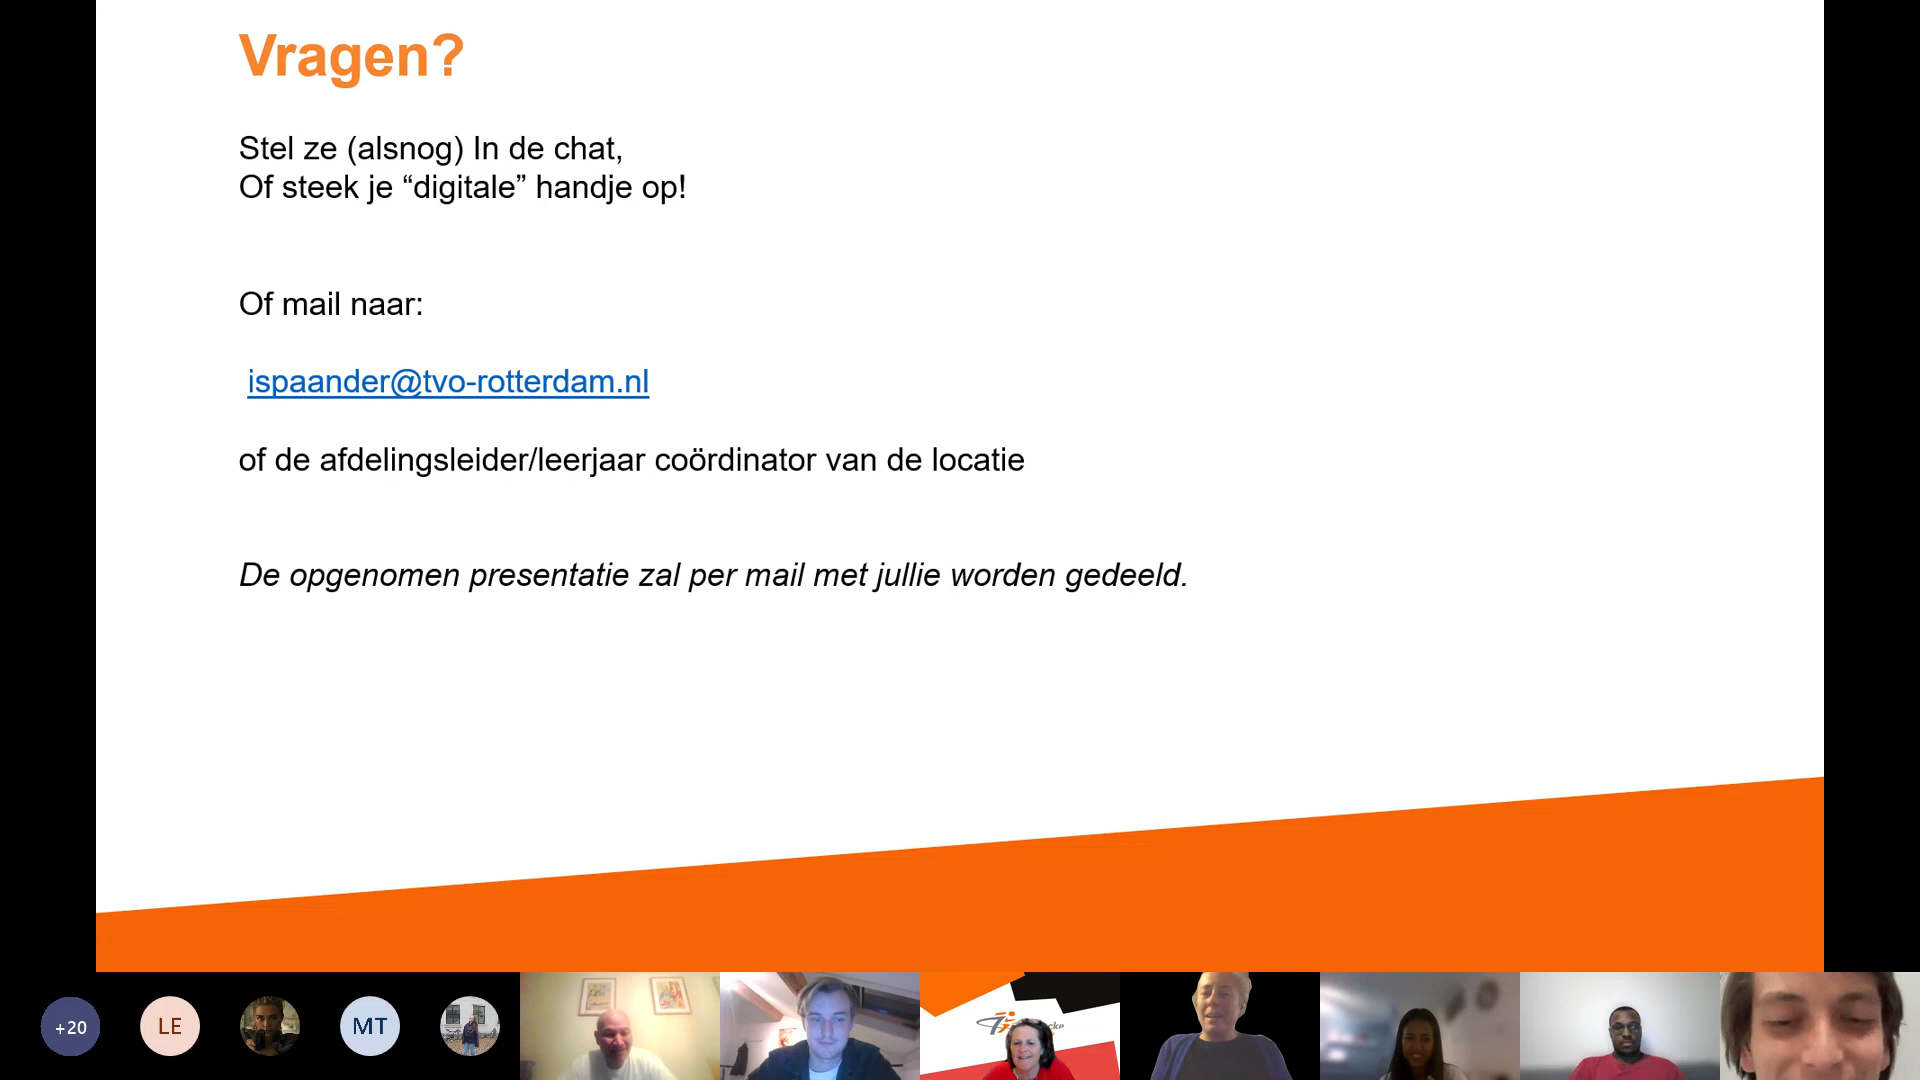 Vragen?
Stel ze (alsnog) In de chat,
Of steek je “digitale” handje op!
Of mail naar:
ispaander@tvo-rotterdam.nl
of de afdelingsleider/leerjaar coördinator van de locatie
De opgenomen presentatie zal per mail met jullie worden gedeeld.
+20
LE
MT